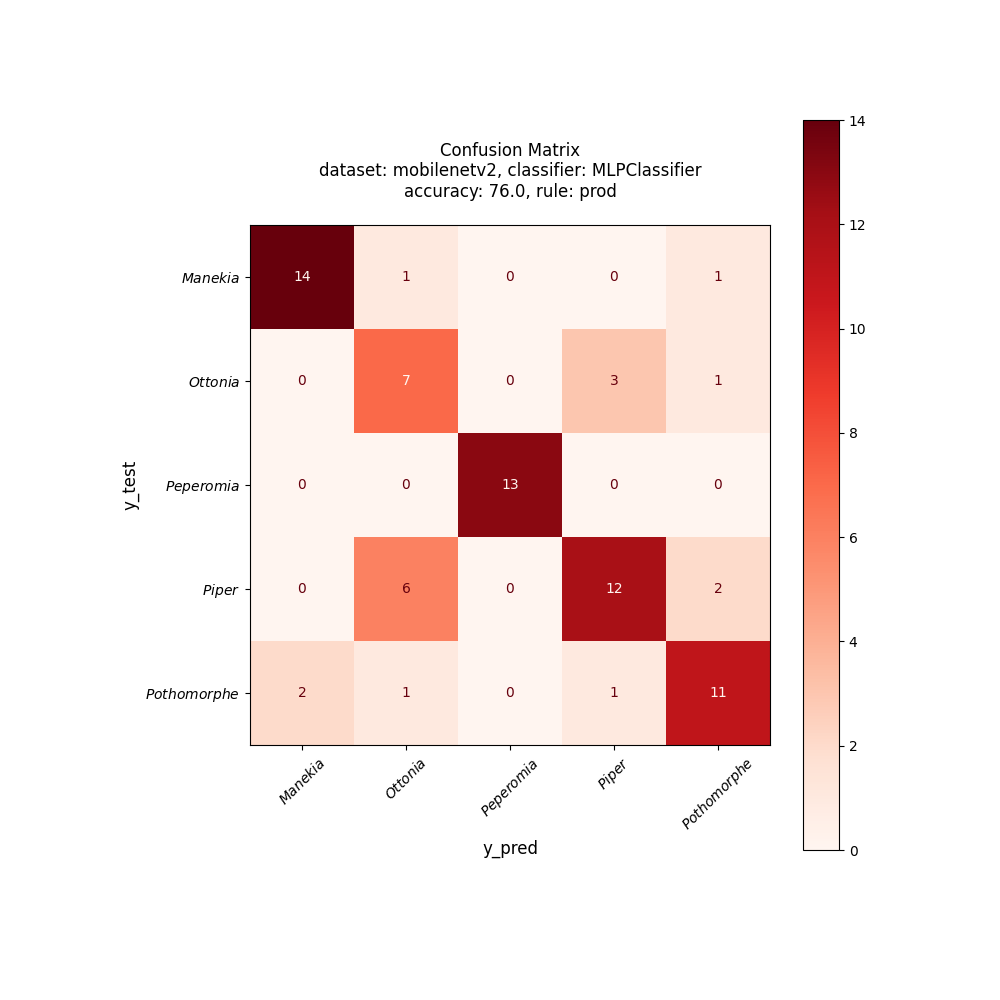 Confusion Matrix
dataset: mobilenetv2, classifier: MLPClassifier
accuracy: 76.0, rule: prod
Manekia 14 1 0 0 1
Ottonia 0 7 0 3 1
Peperomia 0 0 13 0 0
Piper 0 6 0 12 2
Pothomorphe 2 1 0 1 11
Manekia Ottonia Peperomia Piper Pothomorphe
y_pred
y_test
14
12
10
8
6
4
2
0